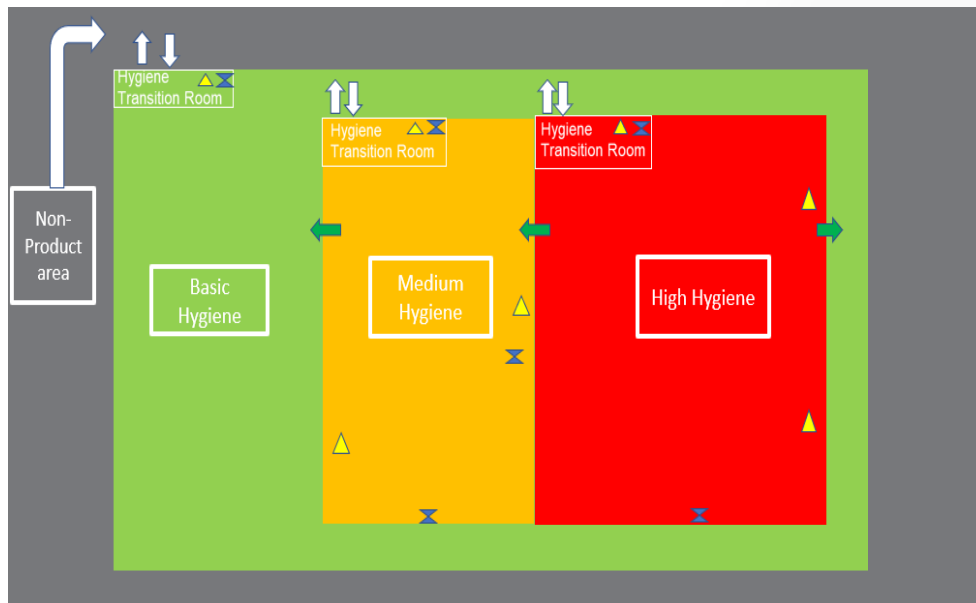 Hygiene
Transition Room
Hygiene
Transition Room
Hygiene
Transition Room
Non-
Product
area
Basic
Hygiene
Medium
Hygiene
High Hygiene